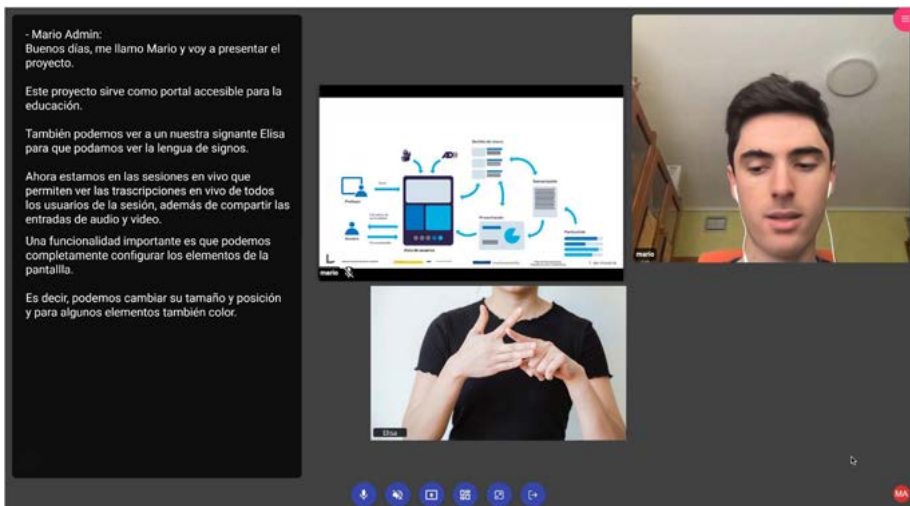 - Mario Admin:
Buenos días, me llamo Mario y voy a presentar el
proyecto.
Este proyecto sirve como portal accesible para la
educación.
También podemos ver a un nuestra signante Elisa
para que podamos ver la lengua de signos.
Ahora estamos en las sesiones en vivo que
permiten ver las trascripciones en vivo de todos
los usuarios de la sesión, además de compartir las
entradas de audio y video.
Una funcionalidad importante es que podemos
completamente configurar los elementos de la
pantallla.
Es decir, podemos cambiar su tamaño y posición
y para algunos elementos también color.
mario
mario
Elisa
MA